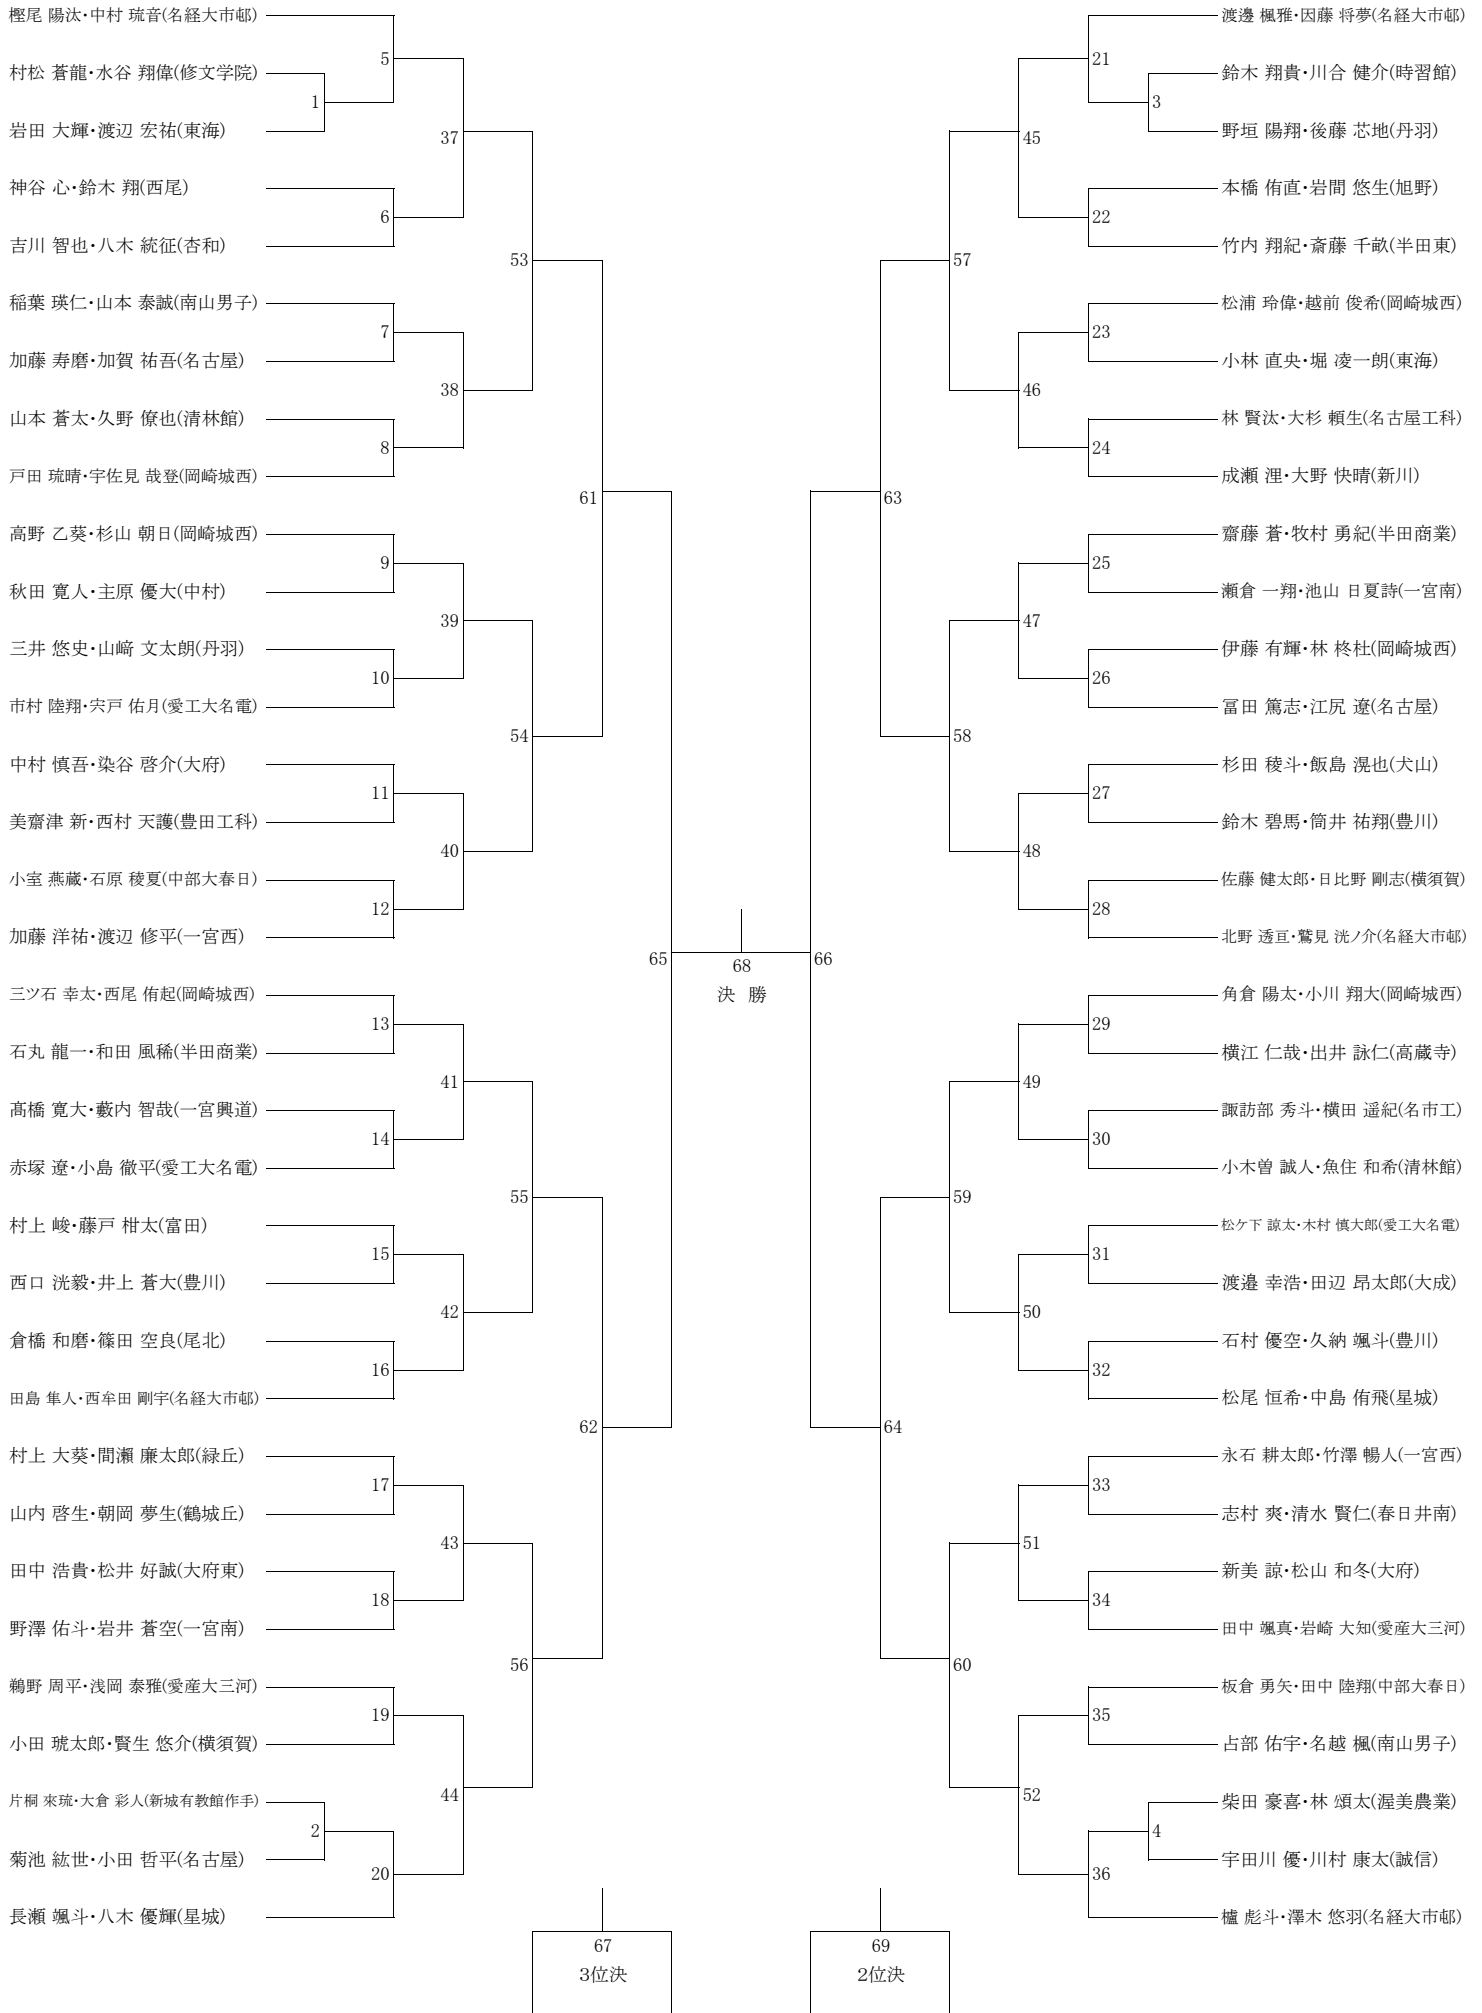 樫尾 陽汰・中村 琉音(名経大市邨)
5
村松 蒼龍・水谷 翔偉(修文学院)
1
岩田 大輝・渡辺 宏祐(東海)
37
神谷 心・鈴木 翔(西尾)
6
吉川 智也・八木 統征(杏和)
53
稲葉 瑛仁・山本 泰誠(南山男子)
7
加藤 寿磨・加賀 祐吾(名古屋)
38
山本 蒼太・久野 僚也(清林館)
8
戸田 琉晴・宇佐見 哉登(岡崎城西)
61
高野 乙葵・杉山 朝日(岡崎城西)
9
秋田 寛人・主原 優大(中村)
39
三井 悠史・山﨑 文太朗(丹羽)
10
市村 陸翔・宍戸 佑月(愛工大名電)
54
中村 慎吾・染谷 啓介(大府)
11
美齋津 新・西村 天護(豊田工科)
40
小室 燕蔵・石原 稜夏(中部大春日)
12
加藤 洋祐・渡辺 修平(一宮西)
65
三ツ石 幸太・西尾 侑起(岡崎城西)
13
石丸 龍一・和田 風稀(半田商業)
41
髙橋 寛大・藪内 智哉(一宮興道)
14
赤塚 遼・小島 徹平(愛工大名電)
55
村上 峻・藤戸 柑太(富田)
15
西口 洸毅・井上 蒼大(豊川)
42
倉橋 和磨・篠田 空良(尾北)
16
田島 隼人・西牟田 剛宇(名経大市邨)
62
村上 大葵・間瀬 廉太郎(緑丘)
17
山内 啓生・朝岡 夢生(鶴城丘)
43
田中 浩貴・松井 好誠(大府東)
18
野澤 佑斗・岩井 蒼空(一宮南)
56
鵜野 周平・浅岡 泰雅(愛産大三河)
19
小田 琥太郎・賢生 悠介(横須賀)
44
片桐 來琉・大倉 彩人(新城有教館作手)
2
菊池 紘世・小田 哲平(名古屋)
20
長瀬 颯斗・八木 優輝(星城)
68
決 勝
67
3位決
渡邊 楓雅・因藤 将夢(名経大市邨)
21
鈴木 翔貴・川合 健介(時習館)
3
野垣 陽翔・後藤 芯地(丹羽)
45
本橋 侑直・岩間 悠生(旭野)
22
竹内 翔紀・斎藤 千畝(半田東)
57
松浦 玲偉・越前 俊希(岡崎城西)
23
小林 直央・堀 凌一朗(東海)
46
林 賢汰・大杉 頼生(名古屋工科)
24
成瀬 浬・大野 快晴(新川)
63
齋藤 蒼・牧村 勇紀(半田商業)
25
瀬倉 一翔・池山 日夏詩(一宮南)
47
伊藤 有輝・林 柊杜(岡崎城西)
26
冨田 篤志・江尻 遼(名古屋)
58
杉田 稜斗・飯島 滉也(犬山)
27
鈴木 碧馬・筒井 祐翔(豊川)
48
佐藤 健太郎・日比野 剛志(横須賀)
28
北野 透亘・鷲見 洸ノ介(名経大市邨)
66
角倉 陽太・小川 翔大(岡崎城西)
29
横江 仁哉・出井 詠仁(高蔵寺)
49
諏訪部 秀斗・横田 遥紀(名市工)
30
小木曽 誠人・魚住 和希(清林館)
59
松ケ下 諒太・木村 慎太郎(愛工大名電)
31
渡邉 幸浩・田辺 昂太郎(大成)
50
石村 優空・久納 颯斗(豊川)
32
松尾 恒希・中島 侑飛(星城)
64
永石 耕太郎・竹澤 暢人(一宮西)
33
志村 爽・清水 賢仁(春日井南)
51
新美 諒・松山 和冬(大府)
34
田中 颯真・岩崎 大知(愛産大三河)
60
板倉 勇矢・田中 陸翔(中部大春日)
35
占部 佑宇・名越 楓(南山男子)
52
柴田 豪喜・林 頌太(渥美農業)
4
宇田川 優・川村 康太(誠信)
36
櫨 彪斗・澤木 悠羽(名経大市邨)
69
2位決